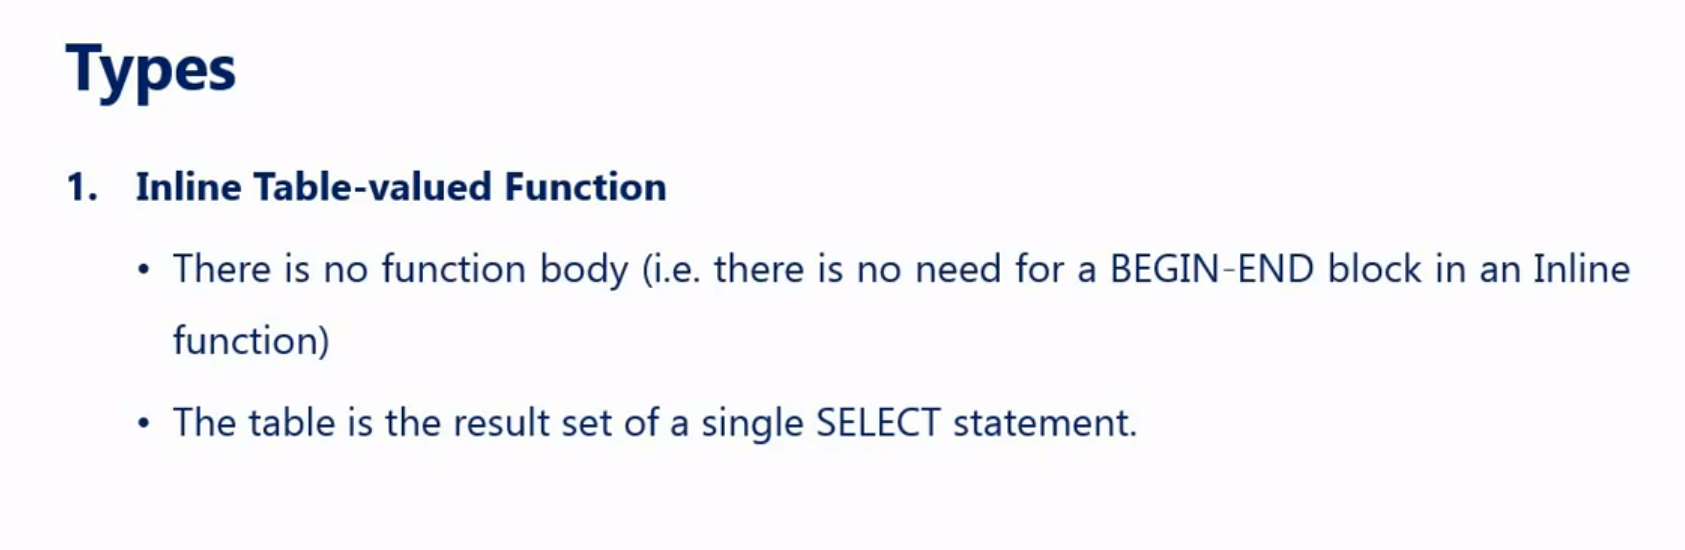 Types
1. Inline Table-valued Function
• There is no function body (i.e. there is no need for a BEGIN-END block in an Inline
function)
• The table is the result set of a single SELECT statement.